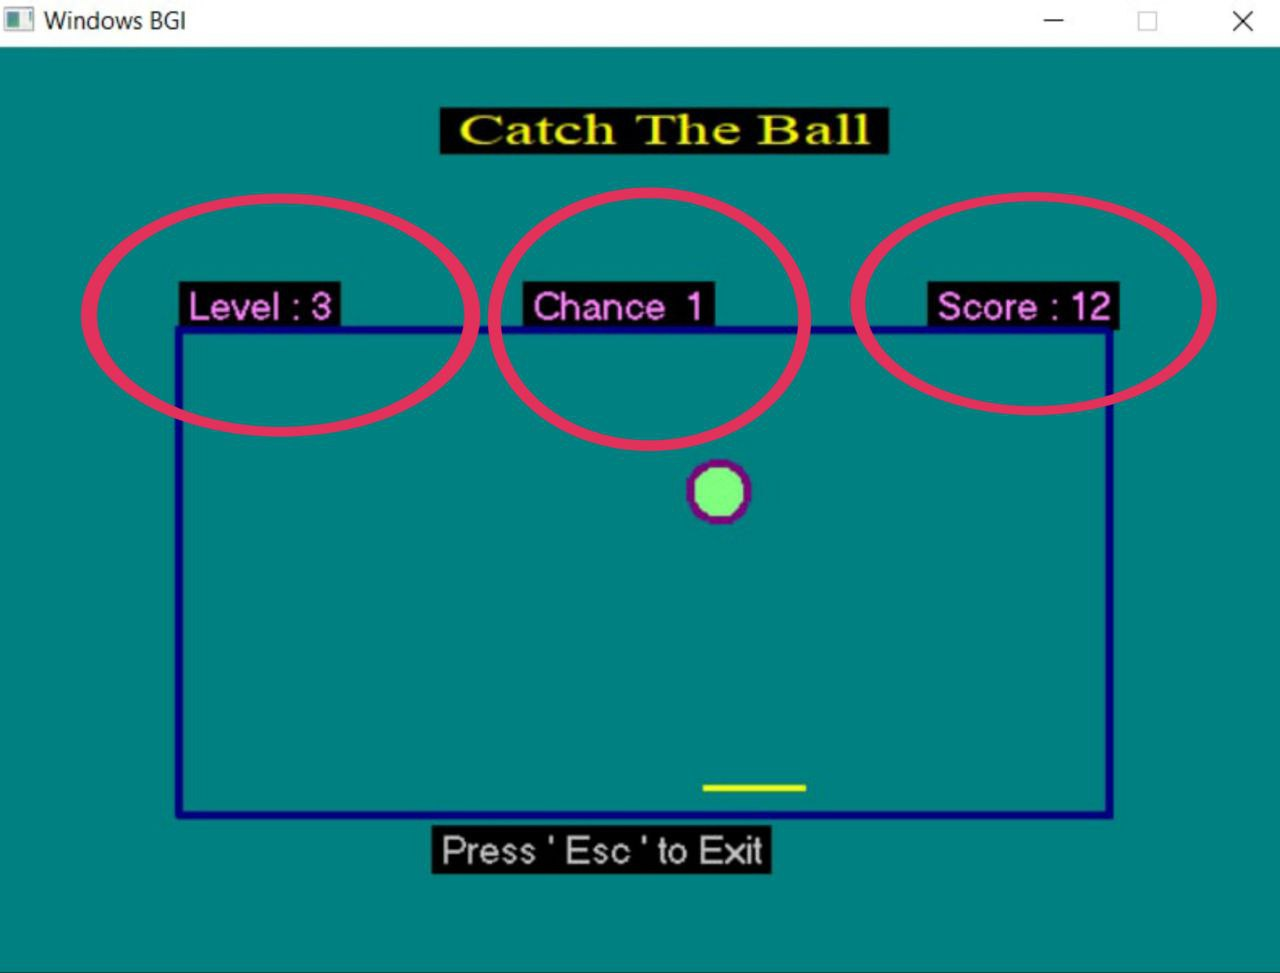 Windows BGI
Catch The Ball
Level : 3
Chance 1
Score : 12
Press ' Esc ' to Exit